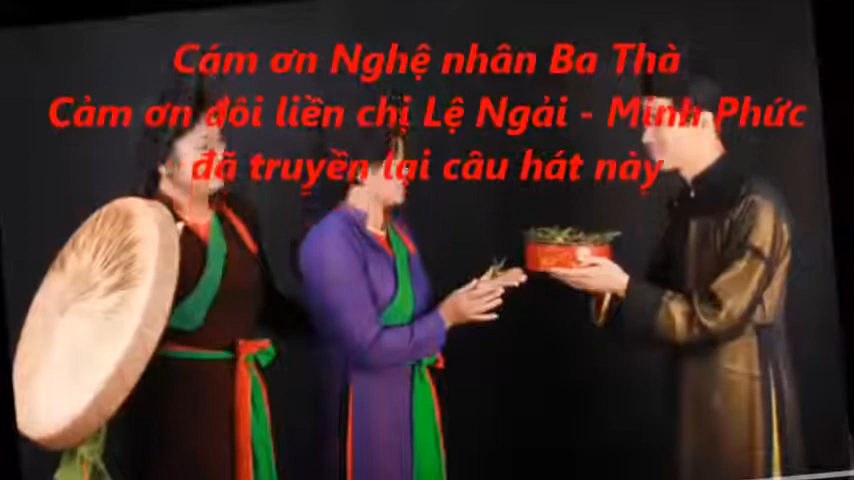 Cám ơn Nghệ nhân Ba Thà
Cảm ơn đôi liền chị Lệ Ngải - Minh Phức
đã truyền lại câu hát này